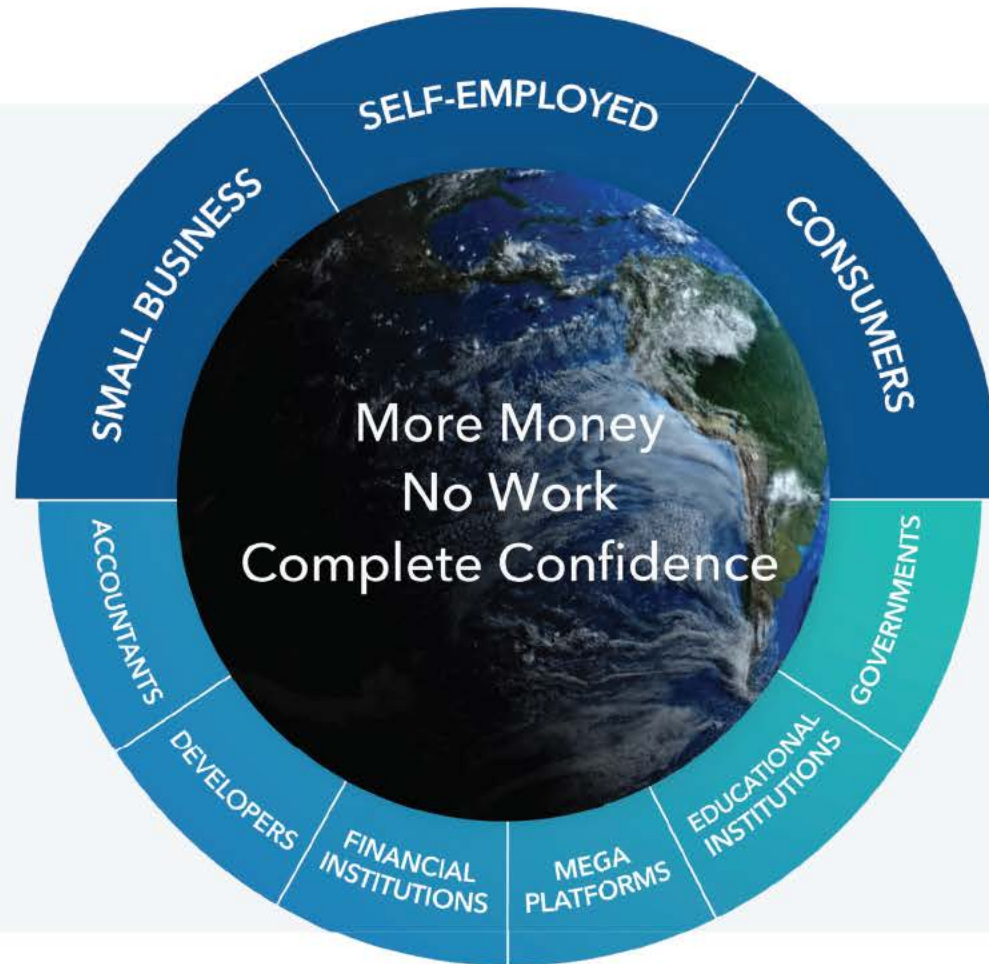 SMALL BUSINESS
SELF-EMPLOYED
CONSUMERS
More Money
No Work
Complete Confidence
ACCOUNTANTS
DEVELOPERS
FINANCIAL
INSTITUTIONS
MEGA
PLATFORMS
EDUCATIONAL
INSTITUTIONS
GOVERNMENTS